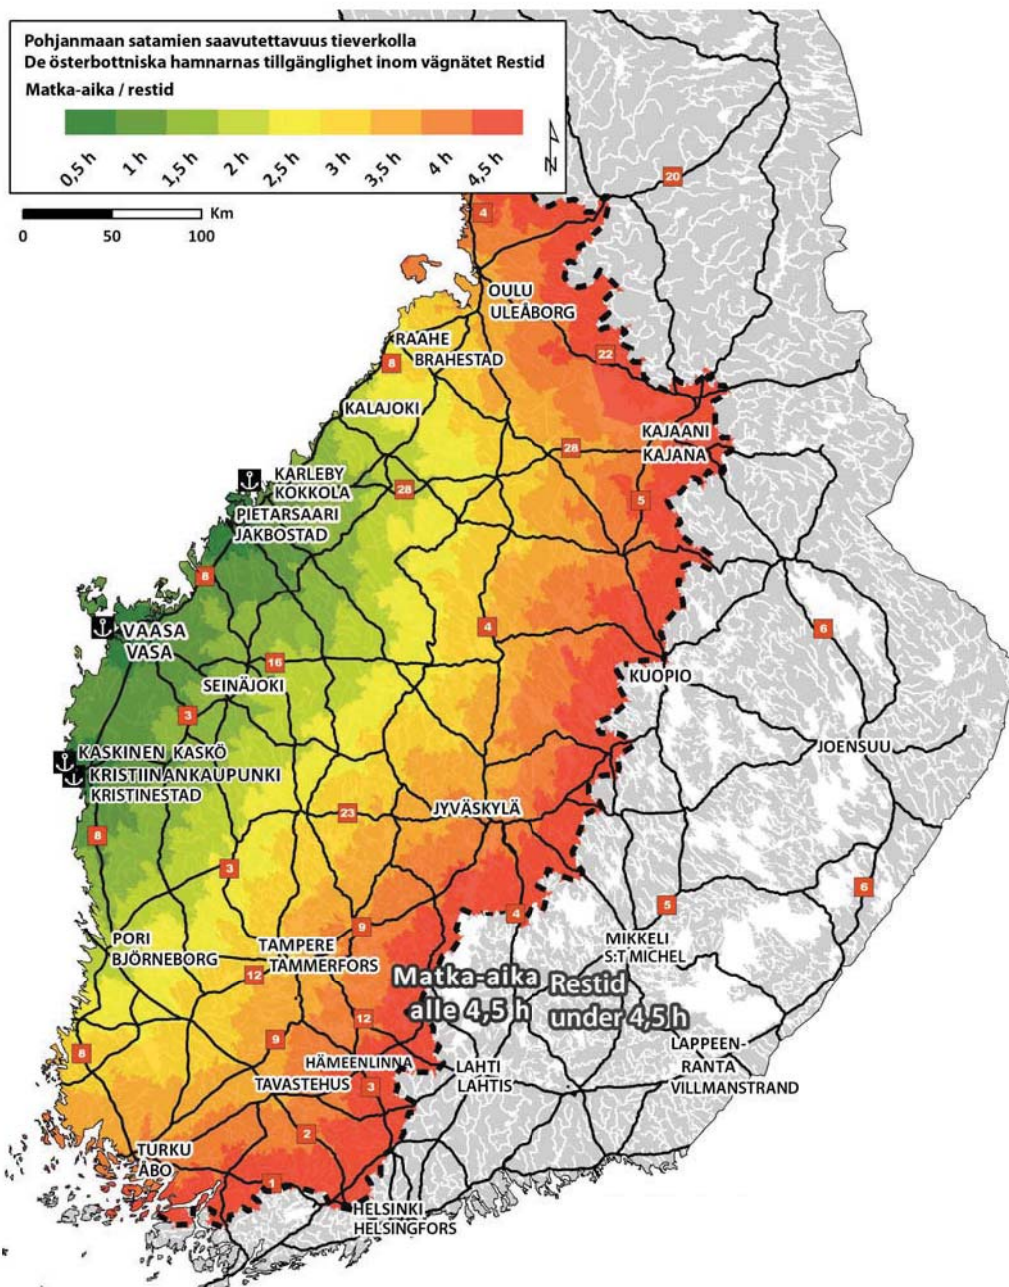 Pohjanmaan satamien saavutettavuus tieverkolla
De österbottniska hamnarnas tillgänglighet inom vägnätet Restid
Matka-aika / restid
0,5 h
1 h
1,5 h
2 h
2,5 h
3 h
3,5 h
4 h
4,5 h
N
Km
0 50 100
20
4
OULU
ULEÅBORG
RAAHE
BRAHESTAD
22
8
KALAJOKI
KAJAANI
KAJANA
28
KARLEBY
KOKKOLA
28
5
PIETARSAARI
JAKBOSTAD
8
VAASA
VASA
4
6
16
SEINÄJOKI
KUOPIO
3
JOENSUU
KASKINEN KASKÖ
KRISTIINANKAUPUNKI
KRISTINESTAD
23
JYVÄSKYLÄ
8
3
6
5
4
9
PORI
BJÖRNEBORG
TAMPERE
TAMMERFORS
MIKKELI
S:T MICHEL
12
Matka-aika
alle 4,5 h
Restid
under 4,5 h
12
9
8
LAPPEEN-
RANTA
VILLMANSTRAND
HÄMEENLINNA
TAVASTEHUS
3
LAHTI
LAHTIS
2
TURKU
ÅBO
1
HELSINKI
HELSINGFORS